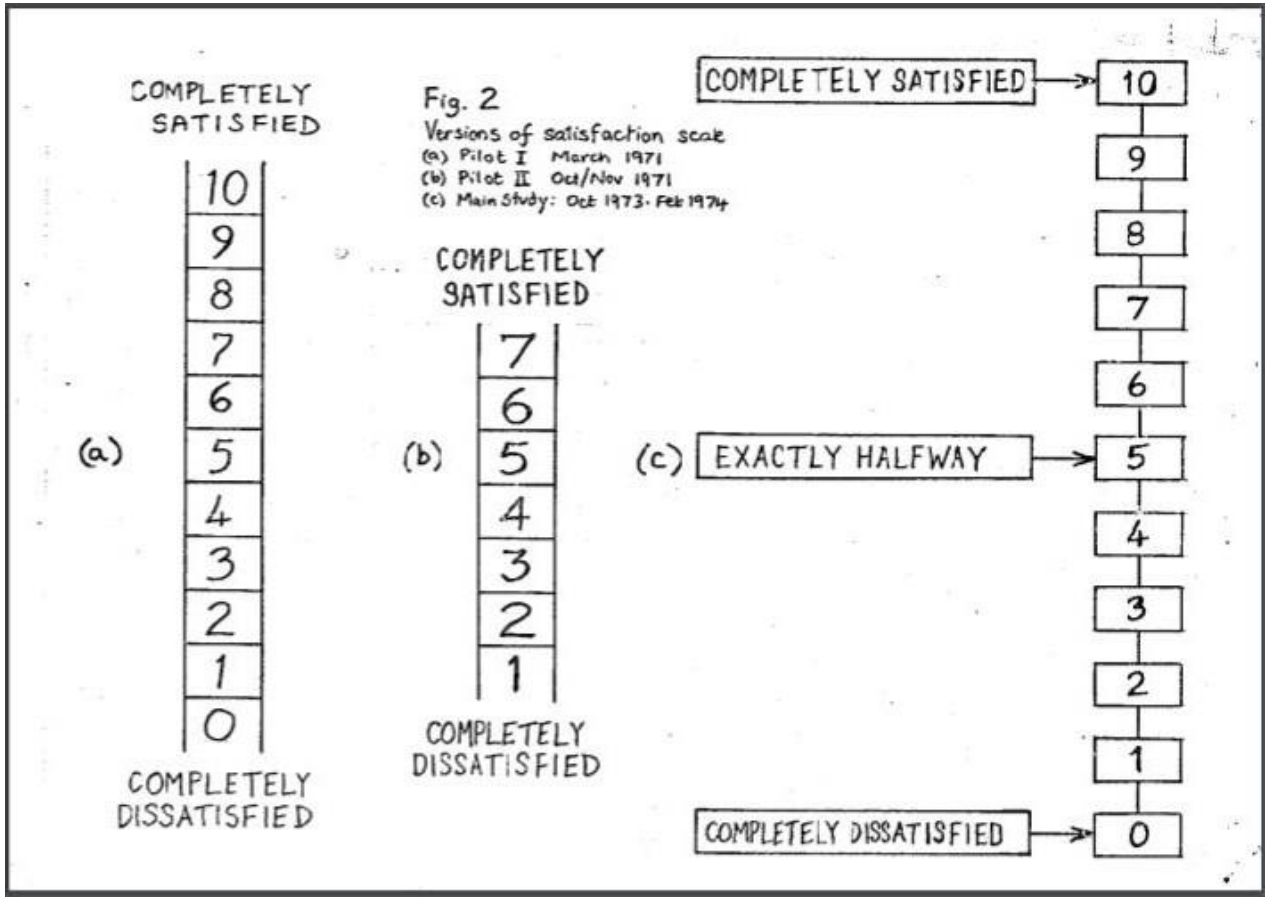 COMPLETELY
SATISFIED
10
9
8
7
6
(a)
5
4
3
2
1
0
COMPLETELY
DISSATISFIED
Fig. 2
Versions of satisfaction scale
(a) Pilot I March 1971
(b) Pilot II Oct/Nov 1971
(c) Main Study: Oct 1973 - Feb 1974
COMPLETELY
SATISFIED
7
6
(b)
5
4
3
2
1
COMPLETELY
DISSATISFIED
COMPLETELY SATISFIED
10
9
8
7
6
(c)
EXACTLY HALFWAY
5
4
3
2
1
COMPLETELY DISSATISFIED
0